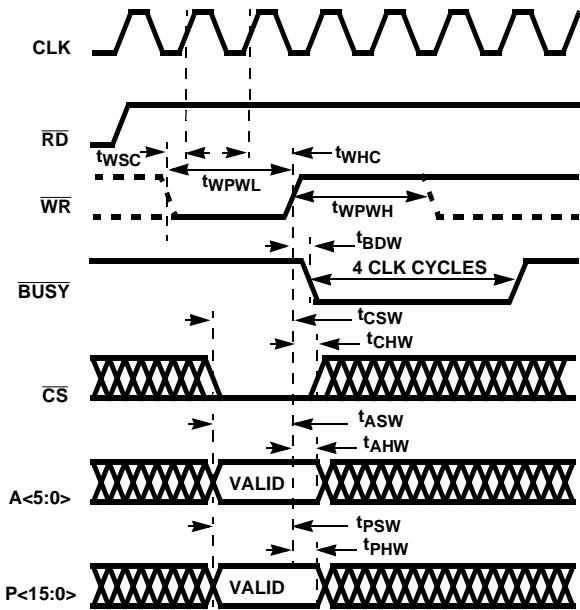 CLK
RD
tWSC
tWHC
tWPWL
WR
tWPWH
tBDW
4 CLK CYCLES
BUSY
tCSW
tCHW
CS
tASW
tAHW
VALID
A<5:0>
tPSW
tPHW
VALID
P<15:0>